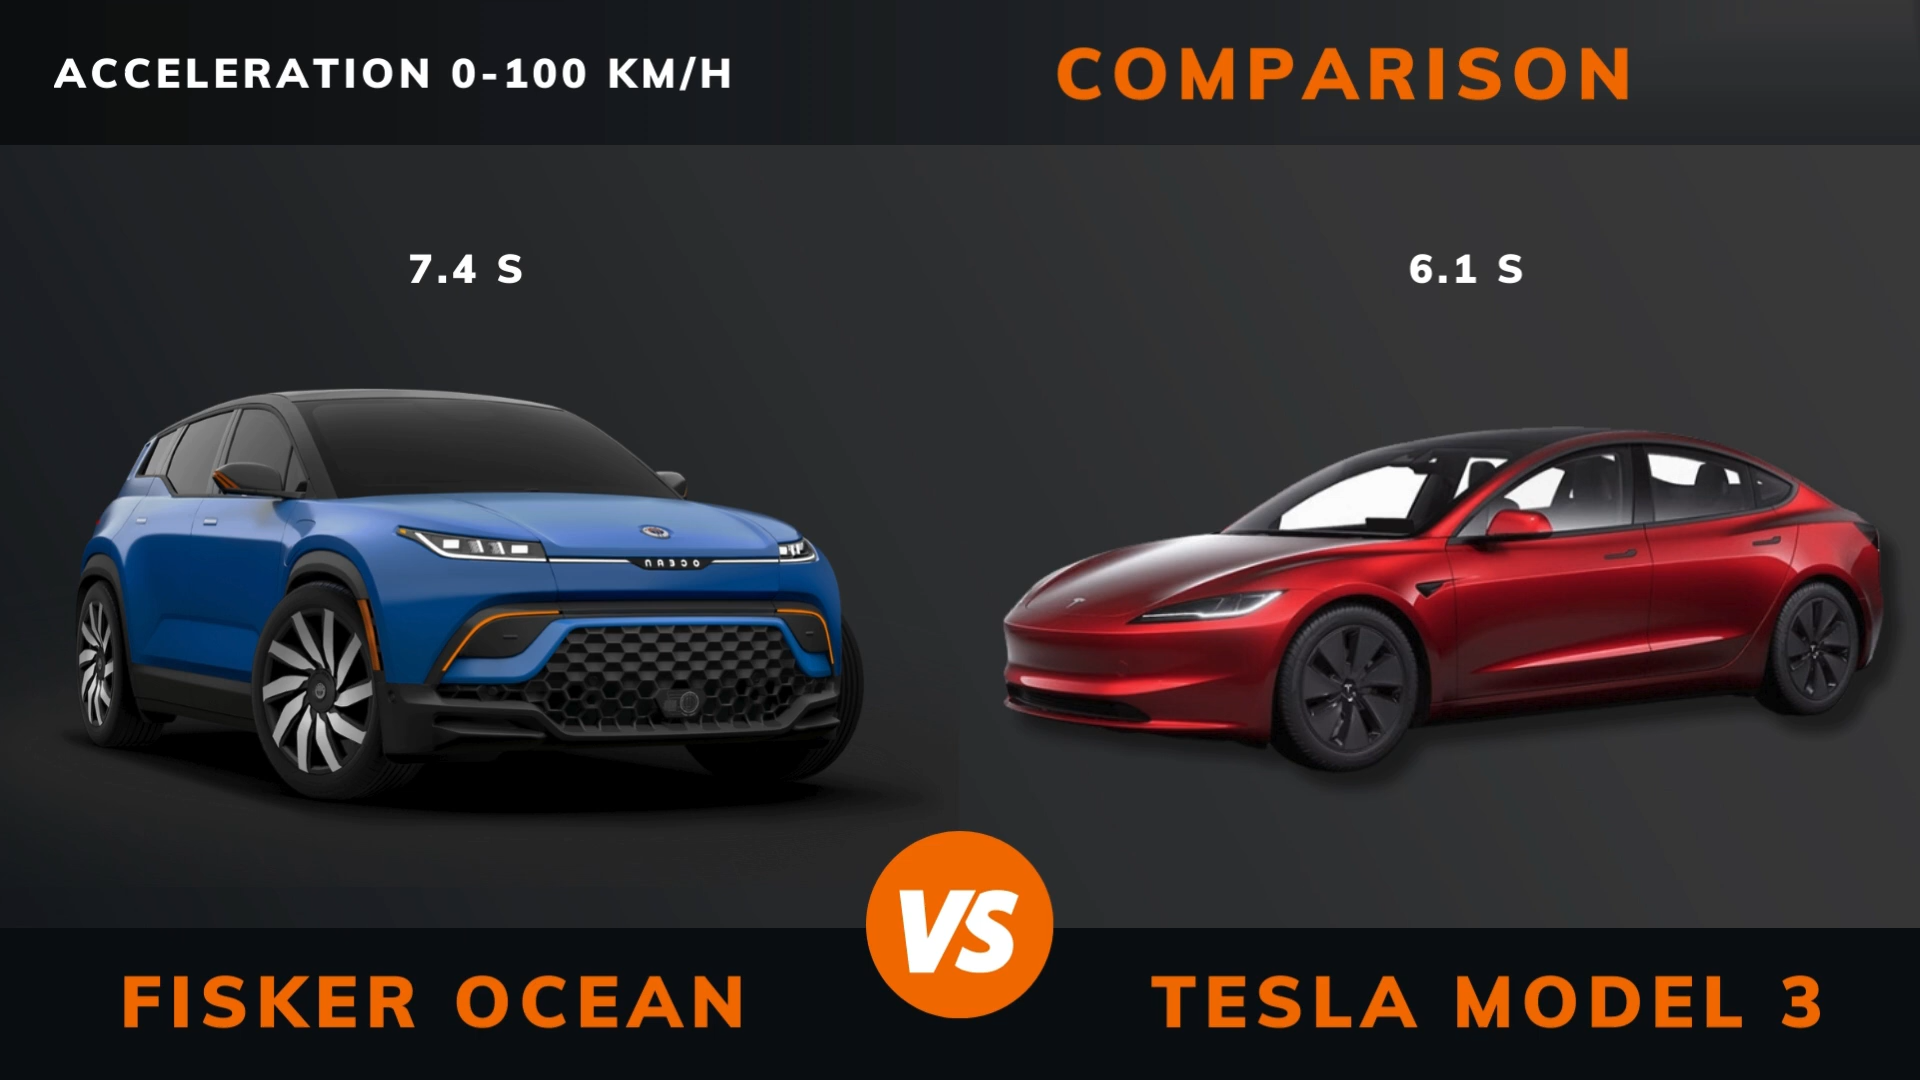 ACCELERATION 0-100 KM/H
COMPARISON
7.4 S
6.1 S
VS
FISKER OCEAN
TESLA MODEL 3